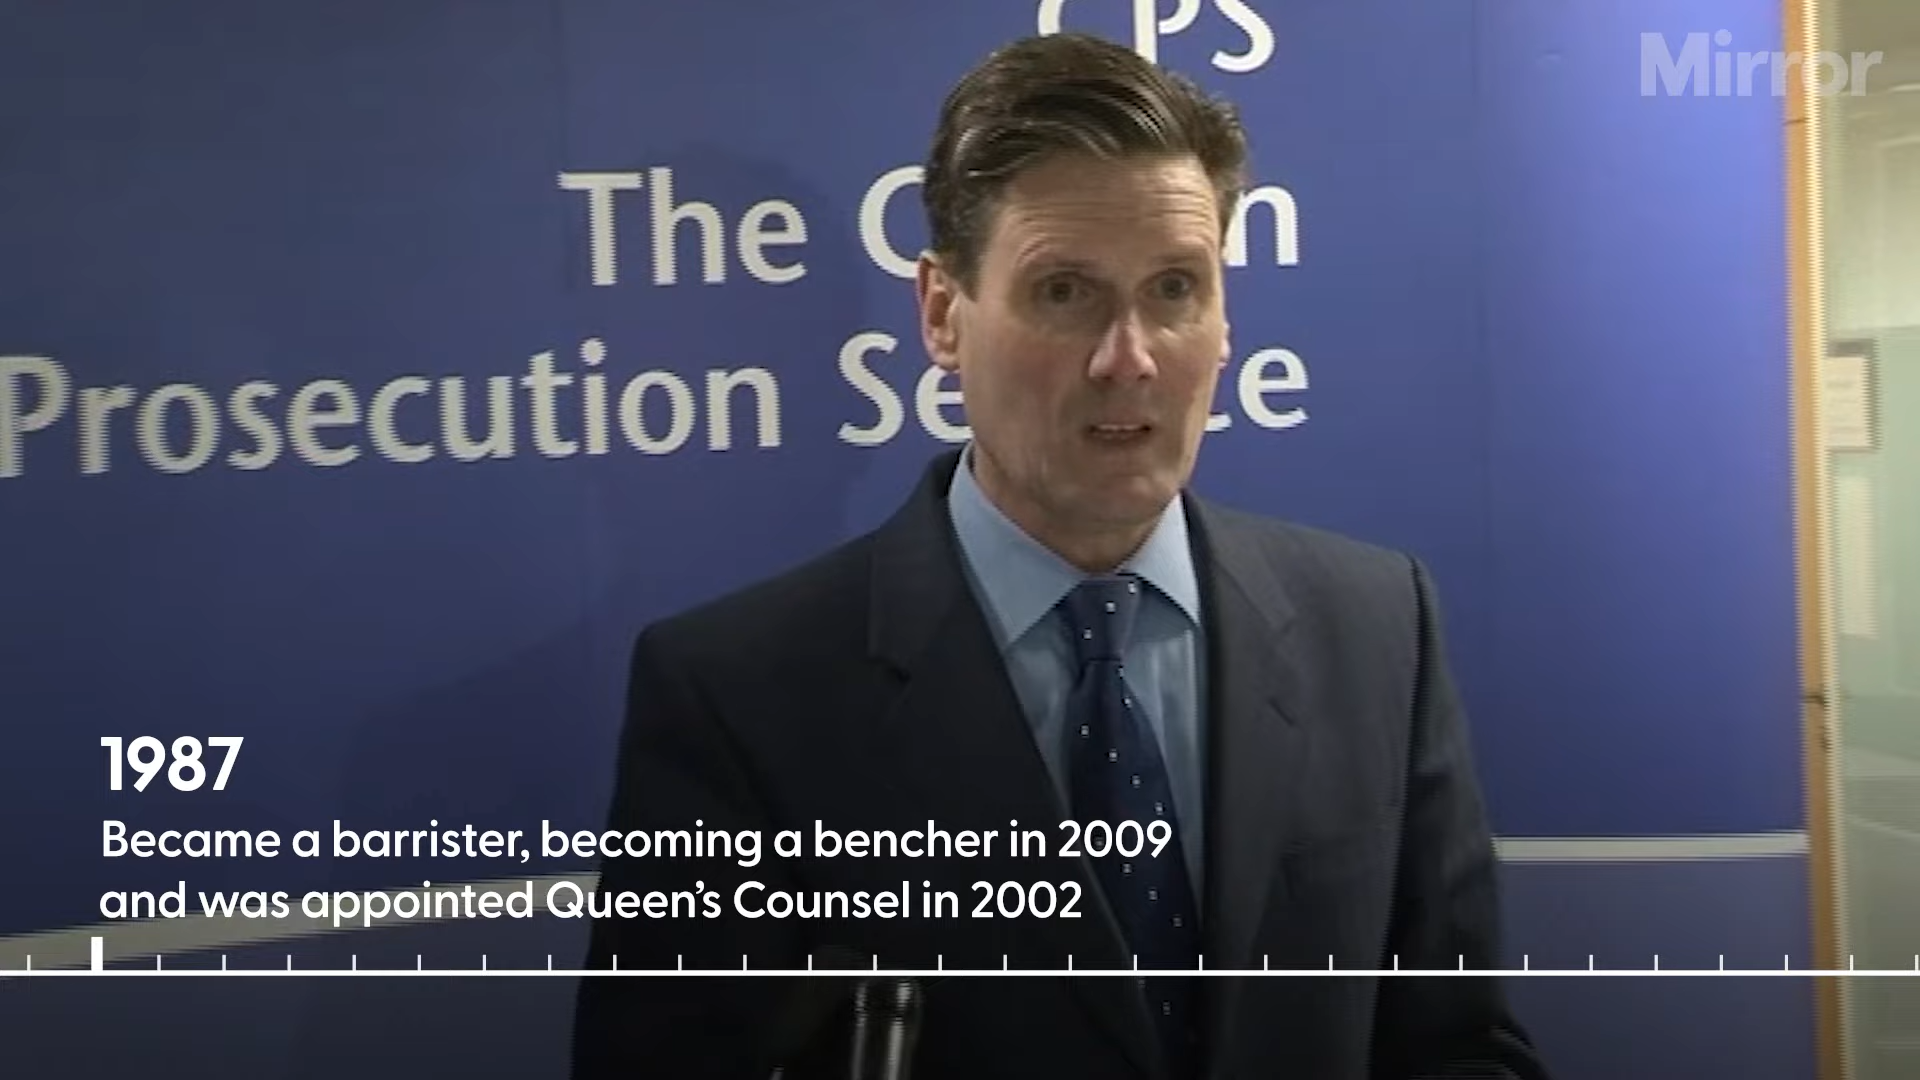 CPS
Mirror
The C n
Prosecution Se ce
1987
Became a barrister, becoming a bencher in 2009
and was appointed Queen’s Counsel in 2002